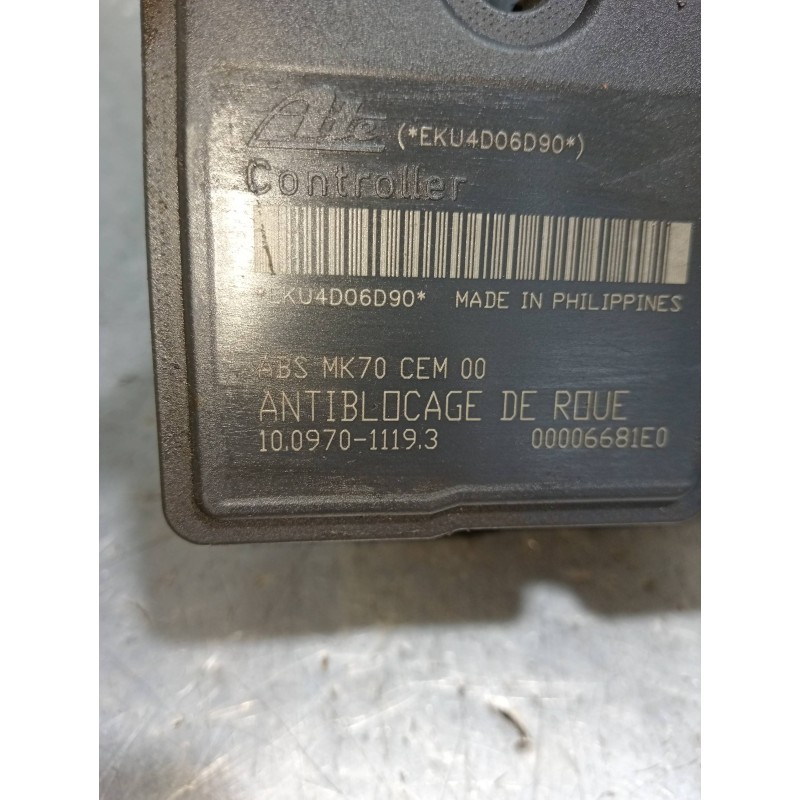 Ate (*EKU4D06D90*)
Controller
*EKU4D06D90* MADE IN PHILIPPINES
ABS MK70 CEM 00
ANTIBLOCAGE DE ROUE
10.0970-1119.3 00006681E0